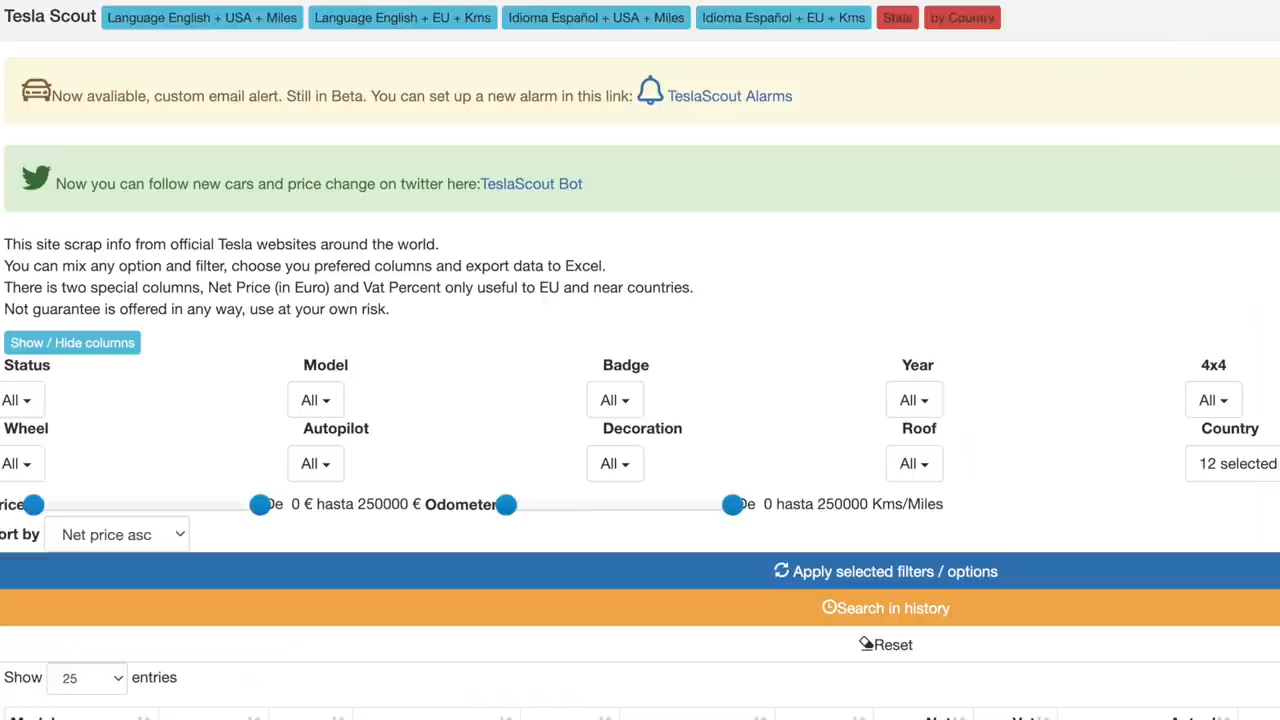 Tesla Scout Language English + USA + Miles Language English + EU + Kms Idioma Español + USA + Miles Idioma Español + EU + Kms Stats by Country
Now avaliable, custom email alert. Still in Beta. You can set up a new alarm in this link: TeslaScout Alarms
Now you can follow new cars and price change on twitter here:TeslaScout Bot
This site scrap info from official Tesla websites around the world.
You can mix any option and filter, choose you prefered columns and export data to Excel.
There is two special columns, Net Price (in Euro) and Vat Percent only useful to EU and near countries.
Not guarantee is offered in any way, use at your own risk.
Show / Hide columns
Status Model Badge Year 4x4
All All All All All
Wheel Autopilot Decoration Roof Country
All All All All 12 selected
rice De 0 € hasta 250000 € Odometer De 0 hasta 250000 Kms/Miles
ort by Net price asc
Apply selected filters / options
Search in history
Reset
Show 25 entries